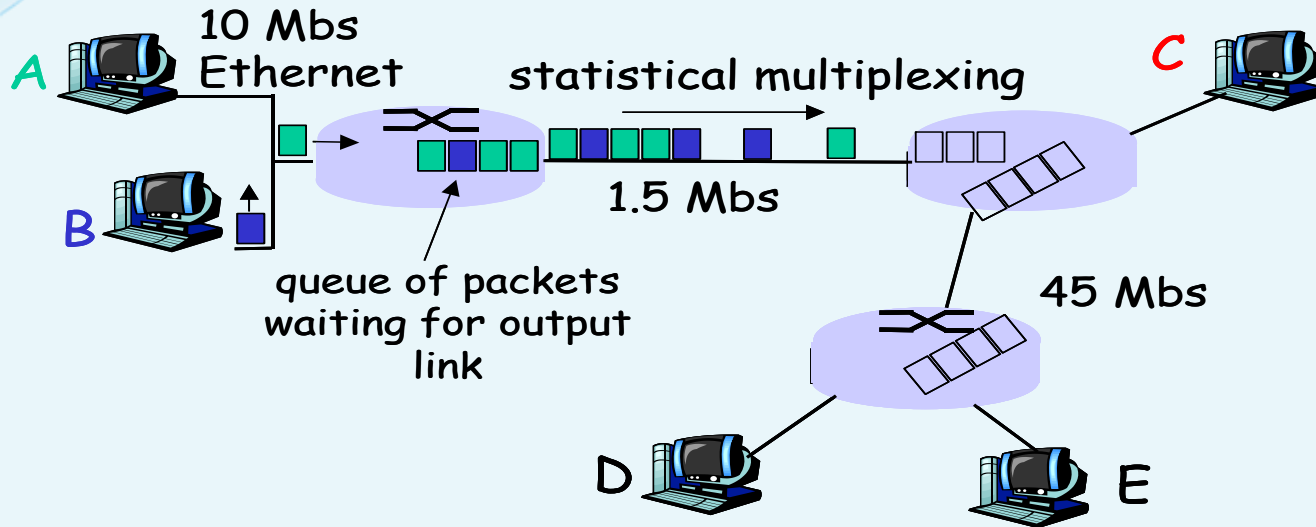 10 Mbs
Ethernet
A
statistical multiplexing
C
1.5 Mbs
B
queue of packets
waiting for output
link
45 Mbs
D
E